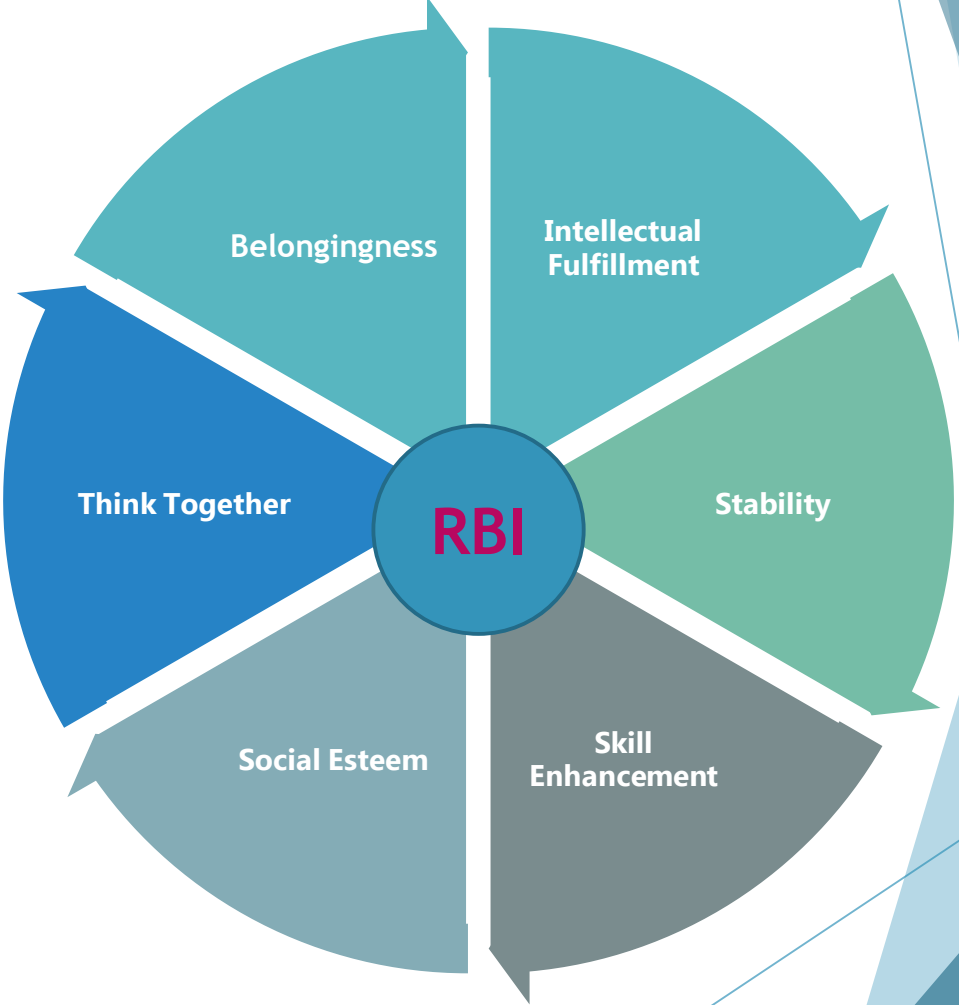 Belongingness
Intellectual
Fulfillment
Think Together
RBI
Stability
Social Esteem
Skill
Enhancement